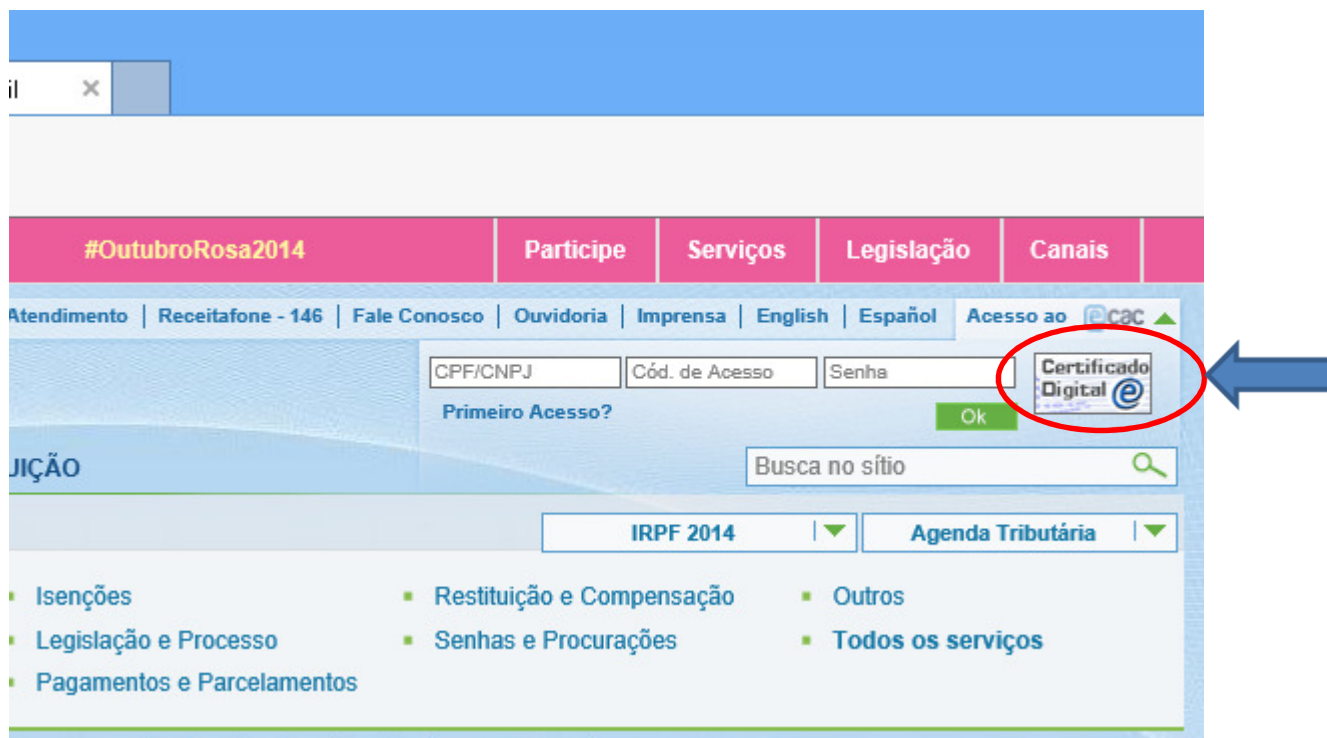 il ×
#OutubroRosa2014 Participe Serviços Legislação Canais
Atendimento | Receitafone - 146 | Fale Conosco | Ouvidoria | Imprensa | English | Español Acesso ao ecac
CPF/CNPJ Cód. de Acesso Senha Certificado
Digital e
Primeiro Acesso? Ok
UIÇÃO Busca no sítio
IRPF 2014 Agenda Tributária
Isenções Restituição e Compensação Outros
Legislação e Processo Senhas e Procurações Todos os serviços
Pagamentos e Parcelamentos